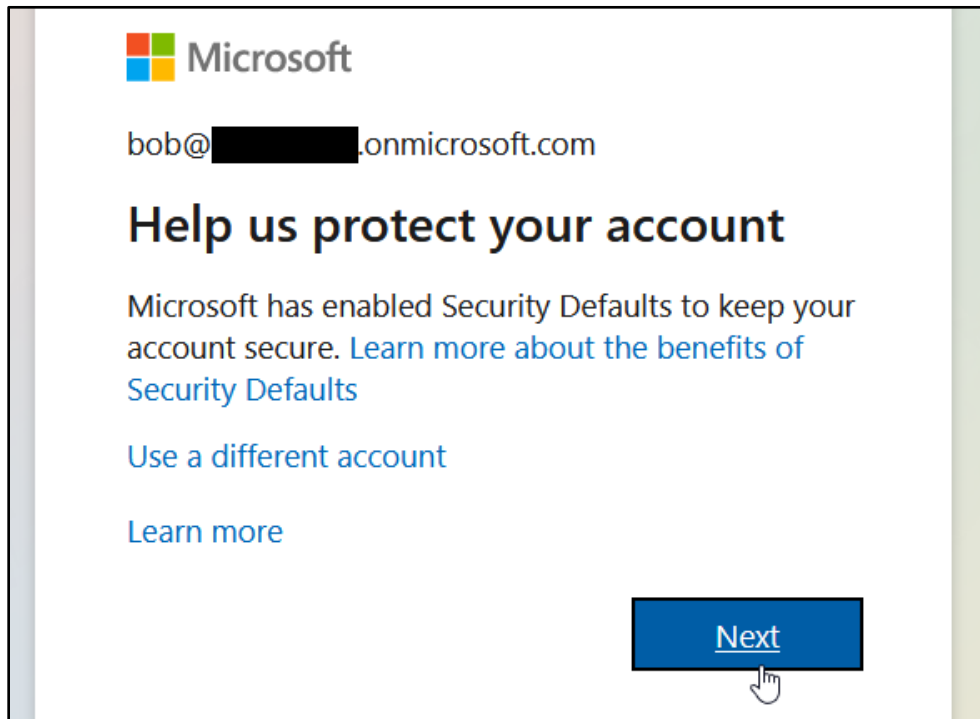 Microsoft
bob@ .onmicrosoft.com
Help us protect your account
Microsoft has enabled Security Defaults to keep your
account secure. Learn more about the benefits of
Security Defaults
Use a different account
Learn more
Next